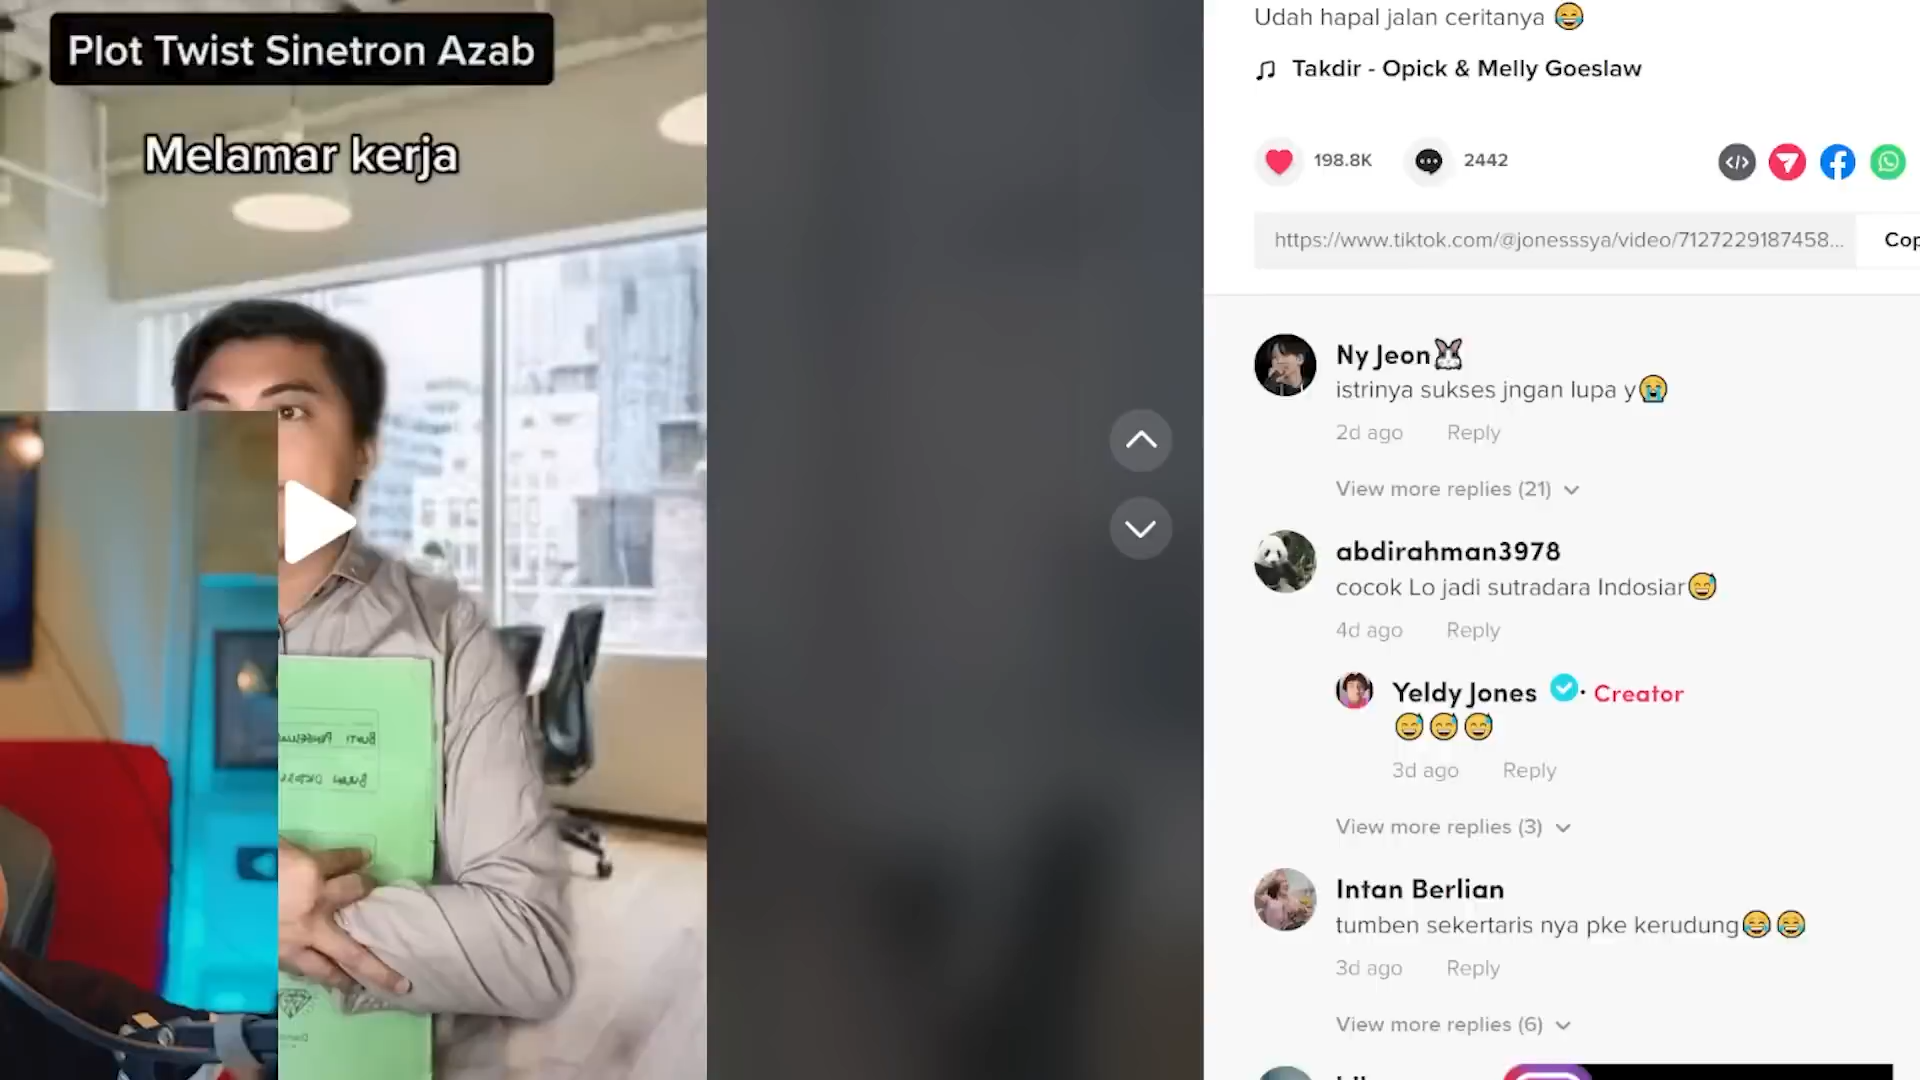 Plot Twist Sinetron Azab
Melamar kerja
Udah hapal jalan ceritanya 😂
Takdir - Opick & Melly Goeslaw
198.8K
2442
https://www.tiktok.com/@jonesssya/video/7127229187458...
Cop
Ny Jeon🐰
istrinya sukses jngan lupa y😭
2d ago Reply
View more replies (21)
abdirahman3978
cocok Lo jadi sutradara Indosiar😅
4d ago Reply
Yeldy Jones · Creator
😅😅😅
3d ago Reply
View more replies (3)
Intan Berlian
tumben sekertaris nya pke kerudung😂😂
3d ago Reply
View more replies (6)